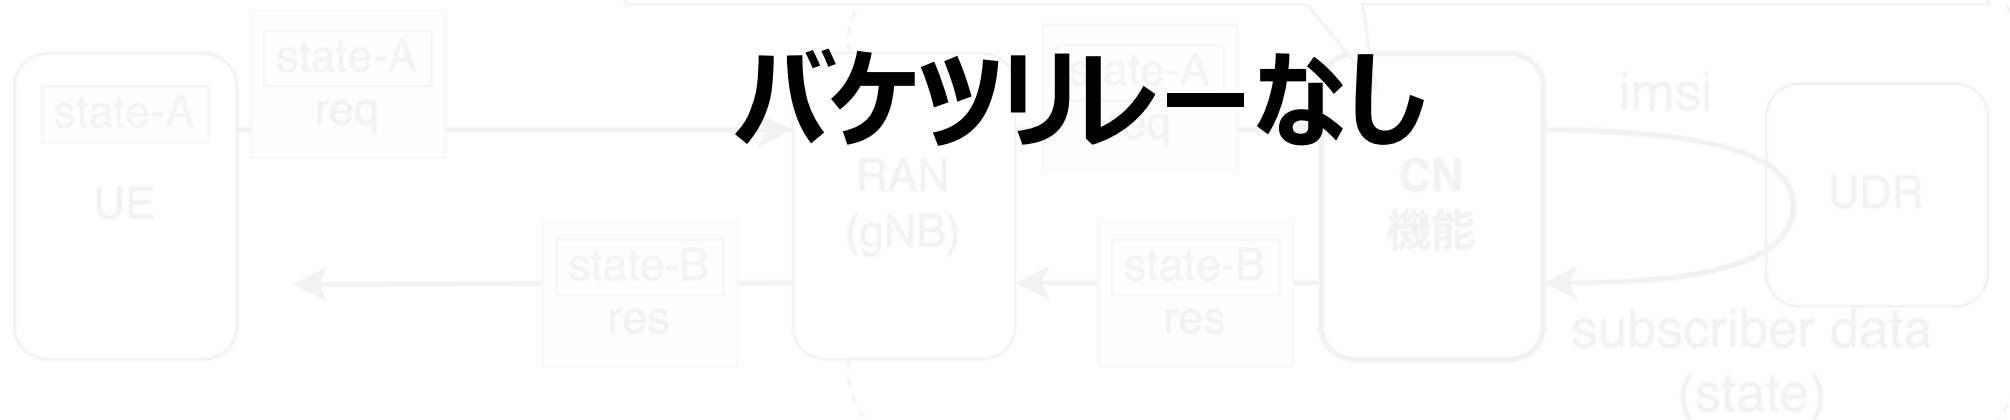 バケツリレーなし
state-A
req
state-A
UE
state-A
req
RAN
(gNB)
CN
機能
imsi
UDR
state-B
res
state-B
res
subscriber data
(state)